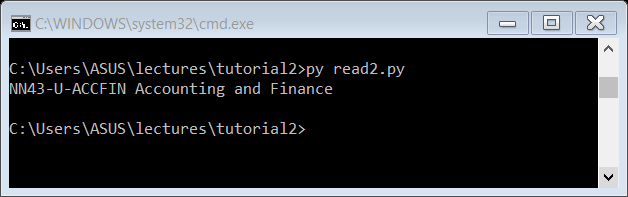 C:\WINDOWS\system32\cmd.exe
C:\Users\ASUS\lectures\tutorial2>py read2.py
NN43-U-ACCFIN Accounting and Finance
C:\Users\ASUS\lectures\tutorial2>